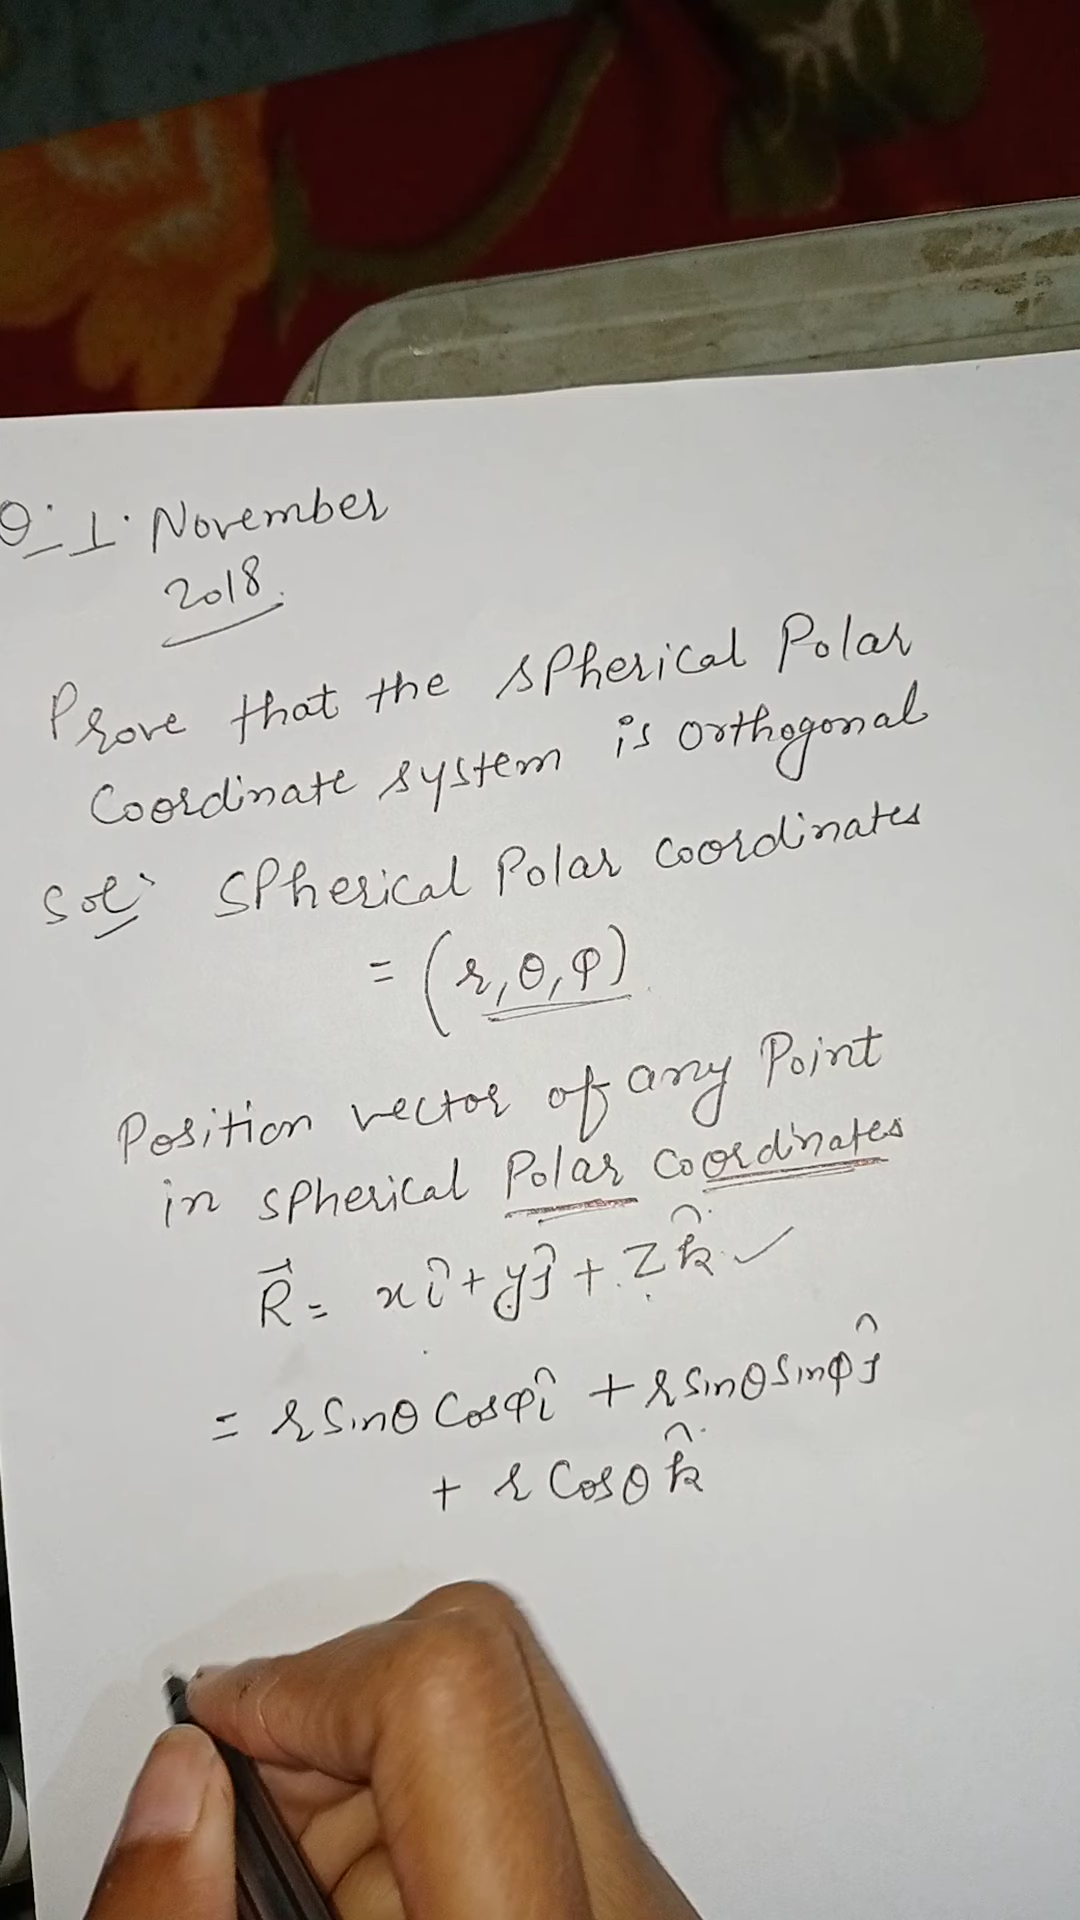 Q:- 1. November
2018.
Prove that the spherical Polar
Coordinate system is orthogonal
Sol: Spherical Polar coordinates
= (r, θ, φ)
Position vector of any Point
in spherical Polar coordinates
R⃗ = xî + yĵ + zk̂ ✓
= r Sinθ Cosφ î + r Sinθ Sinφ ĵ
+ r Cosθ k̂